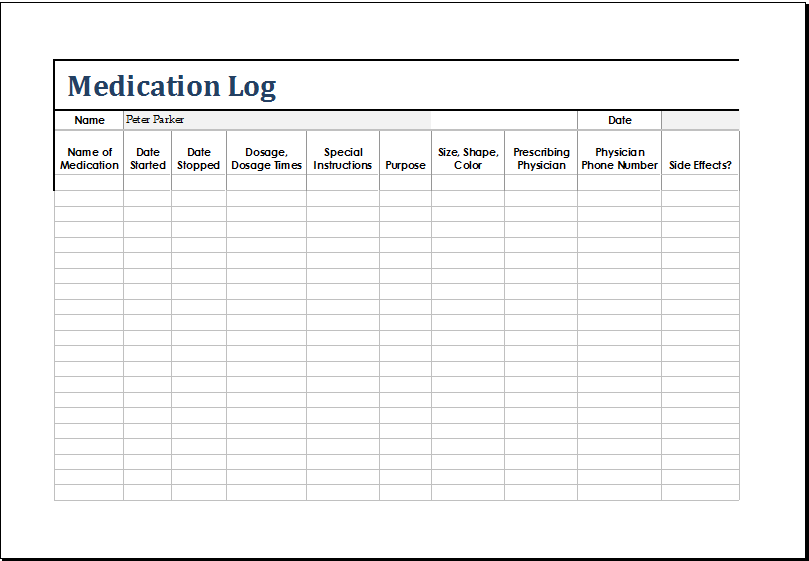 Medication Log
Name Peter Parker Date
Name of Medication Date Started Date Stopped Dosage, Dosage Times Special Instructions Purpose Size, Shape, Color Prescribing Physician Physician Phone Number Side Effects?